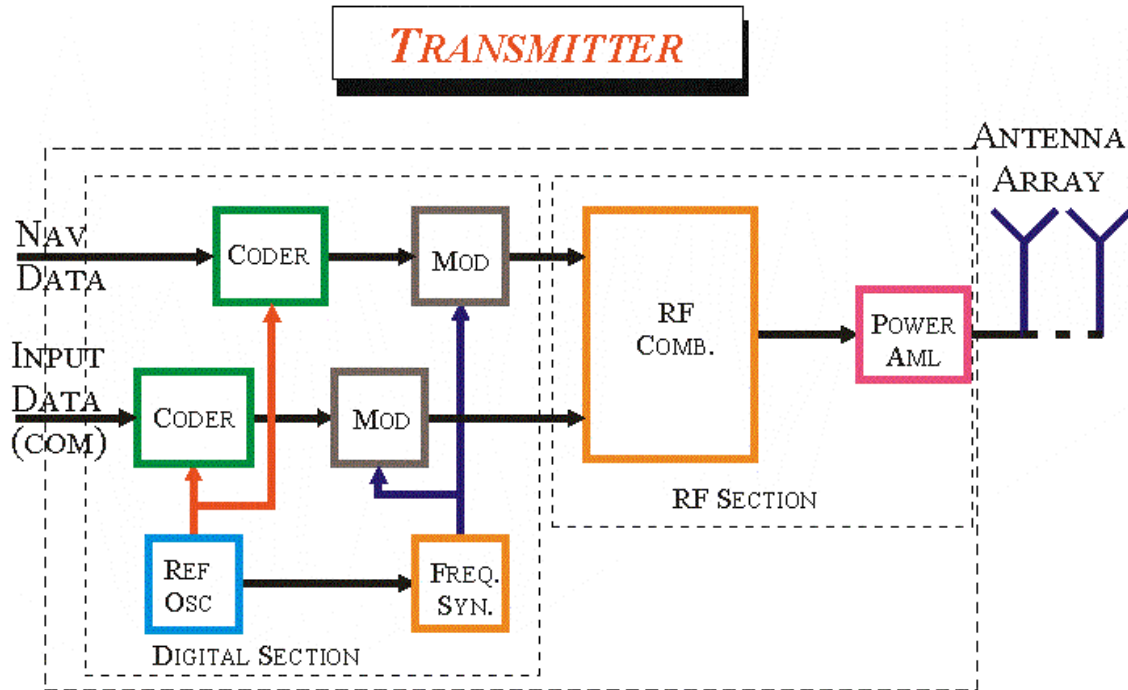 TRANSMITTER
ANTENNA
ARRAY
NAV
DATA
CODER
MOD
RF
COMB.
POWER
AML
INPUT
DATA
(COM)
CODER
MOD
RF SECTION
REF
OSC
FREQ.
SYN.
DIGITAL SECTION